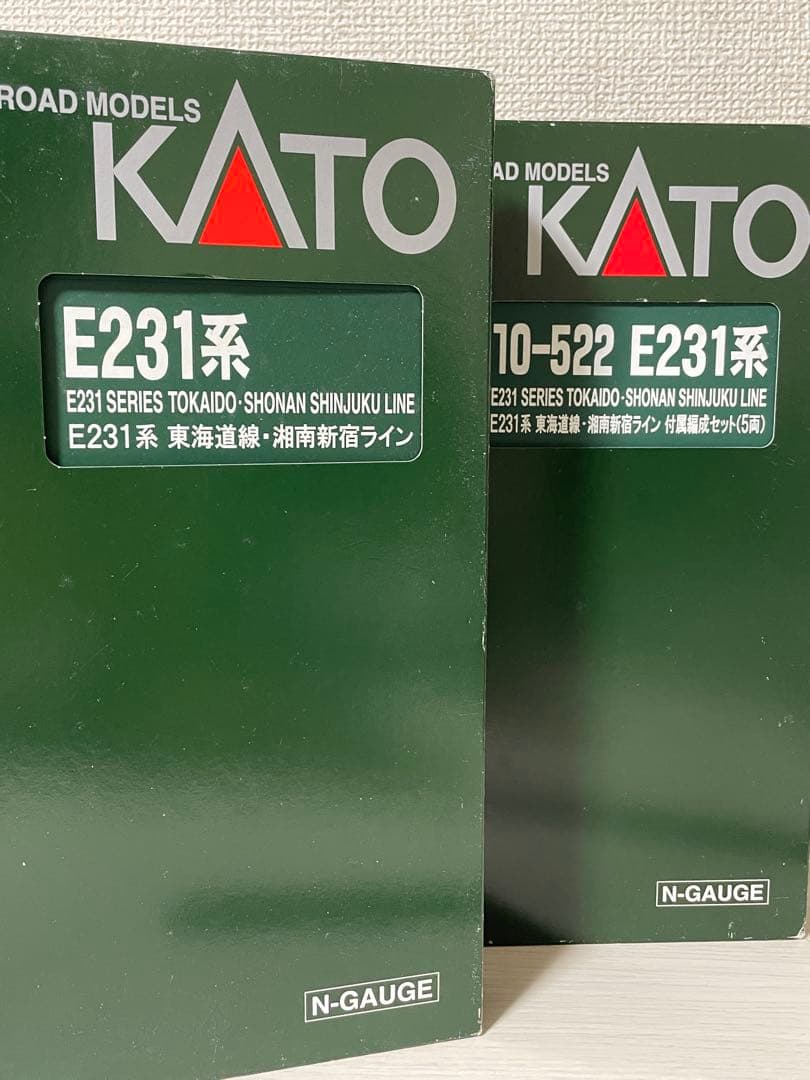 ROAD MODELS
KATO
E231系
E231 SERIES TOKAIDO・SHONAN SHINJUKU LINE
E231系 東海道線・湘南新宿ライン
N-GAUGE
AD MODELS
KATO
10-522 E231系
E231 SERIES TOKAIDO・SHONAN SHINJUKU LINE
E231系 東海道線・湘南新宿ライン 付属編成セット(5両)
N-GAUGE